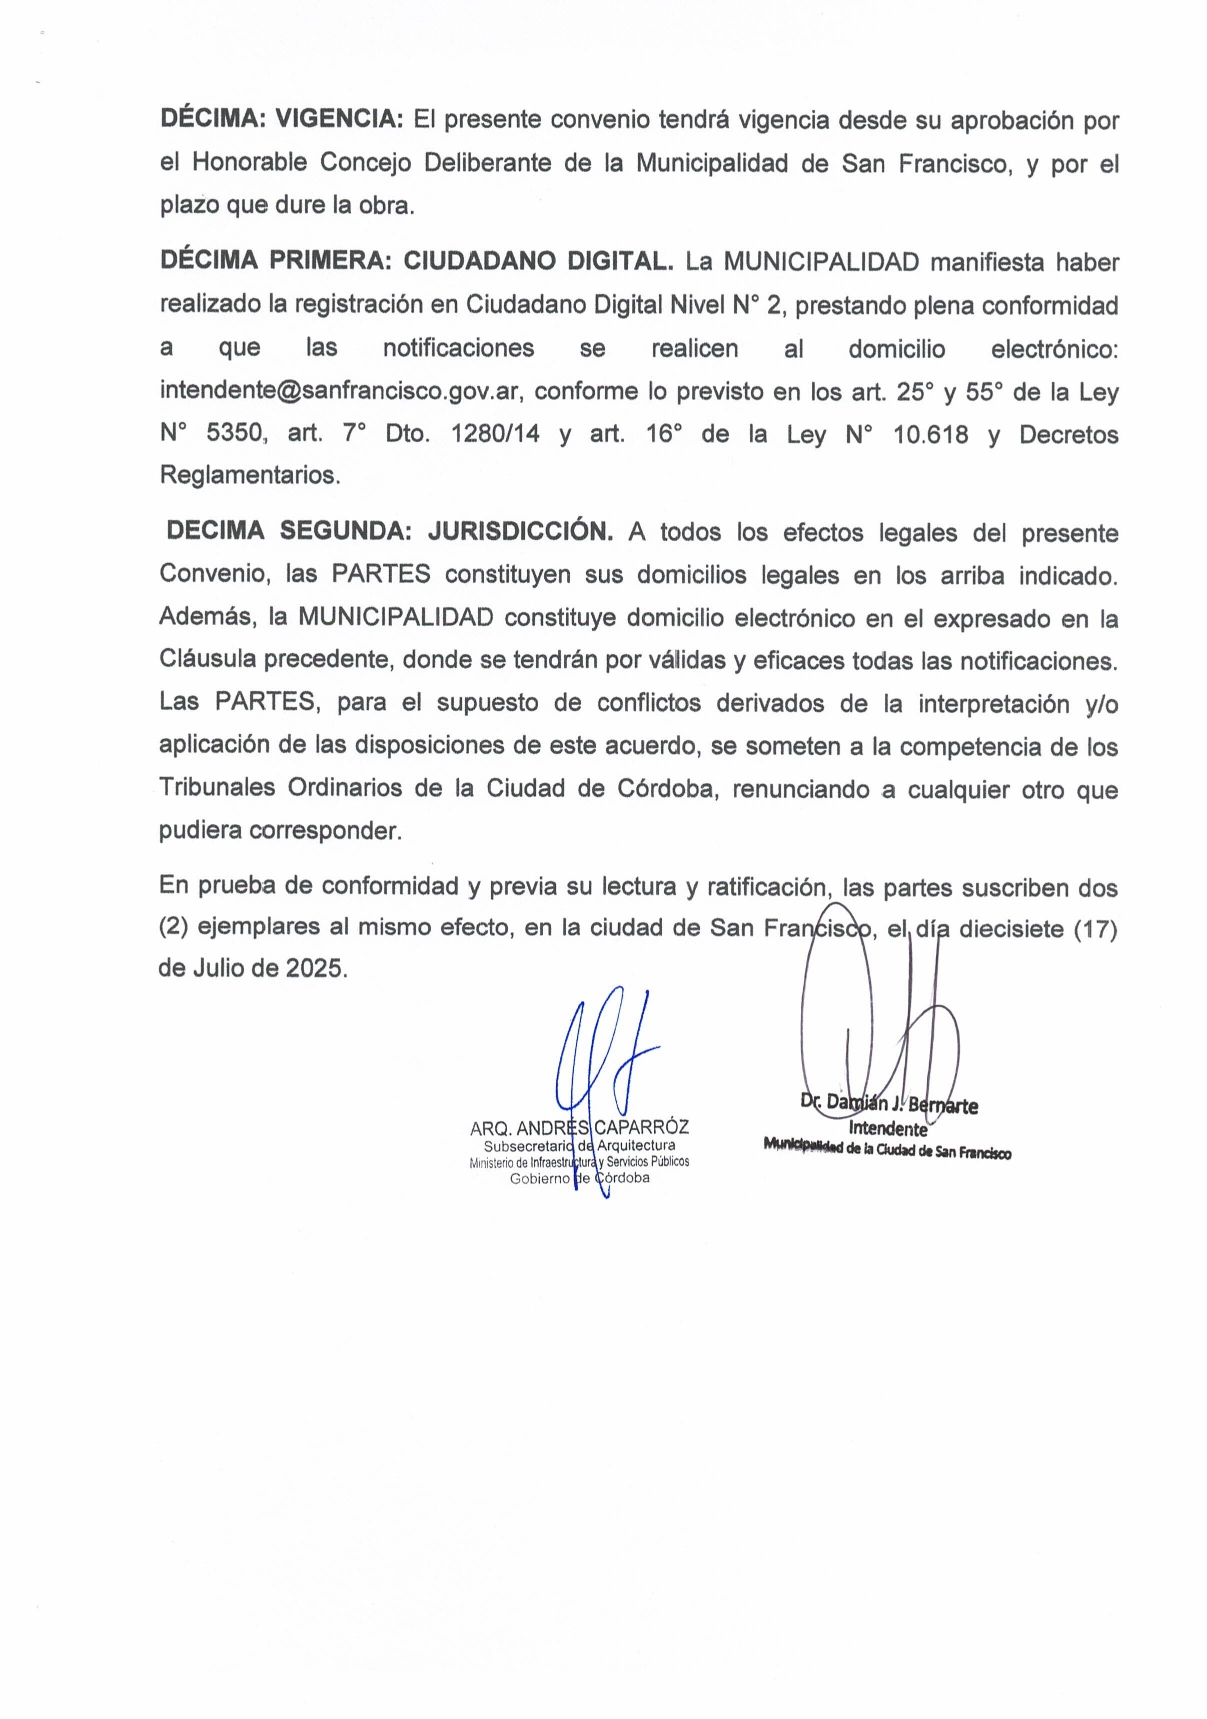 DÉCIMA: VIGENCIA: El presente convenio tendrá vigencia desde su aprobación por
el Honorable Concejo Deliberante de la Municipalidad de San Francisco, y por el
plazo que dure la obra.
DÉCIMA PRIMERA: CIUDADANO DIGITAL. La MUNICIPALIDAD manifiesta haber
realizado la registración en Ciudadano Digital Nivel N° 2, prestando plena conformidad
a que las notificaciones se realicen al domicilio electrónico:
intendente@sanfrancisco.gov.ar, conforme lo previsto en los art. 25° y 55° de la Ley
N° 5350, art. 7° Dto. 1280/14 y art. 16° de la Ley N° 10.618 y Decretos
Reglamentarios.
DECIMA SEGUNDA: JURISDICCIÓN. A todos los efectos legales del presente
Convenio, las PARTES constituyen sus domicilios legales en los arriba indicado.
Además, la MUNICIPALIDAD constituye domicilio electrónico en el expresado en la
Cláusula precedente, donde se tendrán por válidas y eficaces todas las notificaciones.
Las PARTES, para el supuesto de conflictos derivados de la interpretación y/o
aplicación de las disposiciones de este acuerdo, se someten a la competencia de los
Tribunales Ordinarios de la Ciudad de Córdoba, renunciando a cualquier otro que
pudiera corresponder.
En prueba de conformidad y previa su lectura y ratificación, las partes suscriben dos
(2) ejemplares al mismo efecto, en la ciudad de San Francisco, el día diecisiete (17)
de Julio de 2025.
ARQ. ANDRÉS CAPARRÓZ
Subsecretario de Arquitectura
Ministerio de Infraestructura y Servicios Públicos
Gobierno de Córdoba
Dr. Damián J. Bernarte
Intendente
Municipalidad de la Ciudad de San Francisco